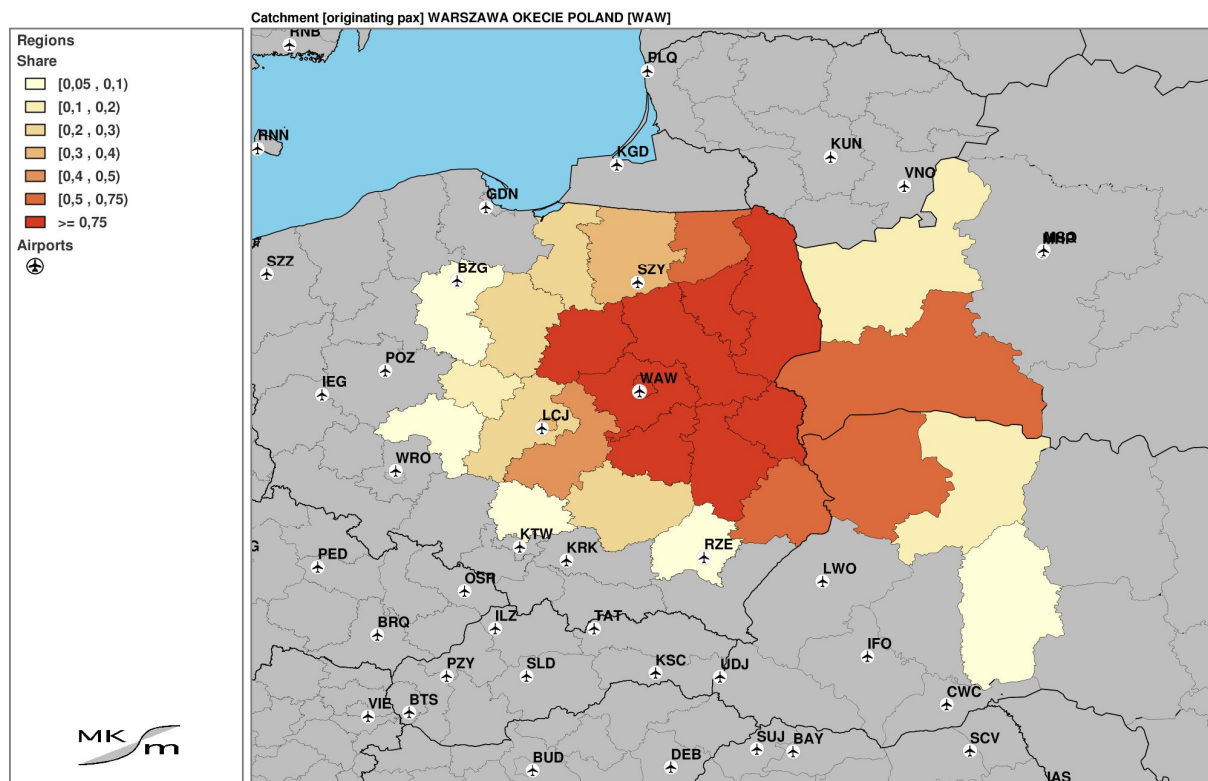 Catchment [originating pax] WARSZAWA OKECIE POLAND [WAW]
Regions
Share
[0,05 , 0,1)
[0,1 , 0,2)
[0,2 , 0,3)
[0,3 , 0,4)
[0,4 , 0,5)
[0,5 , 0,75)
>= 0,75
Airports
MK
m
RNB
PLQ
RNN
KGD
KUN
VNO
GDN
SZZ
BZG
SZY
POZ
IEG
WAW
LCJ
WRO
KTW
KRK
RZE
PED
LWO
OSR
ILZ
TAT
BRQ
IFO
PZY
SLD
KSC
UDJ
CWC
VIE
BTS
SUJ
BAY
SCV
BUD
DEB
IAS